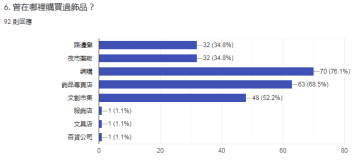 6. 曾在哪裡購買過飾品？
92 則回應
路邊攤
32 (34.8%)
夜市攤販
32 (34.8%)
網購
70 (76.1%)
飾品專賣店
63 (68.5%)
文創市集
48 (52.2%)
服飾店
1 (1.1%)
文具店
1 (1.1%)
百貨公司
1 (1.1%)
0
20
40
60
80